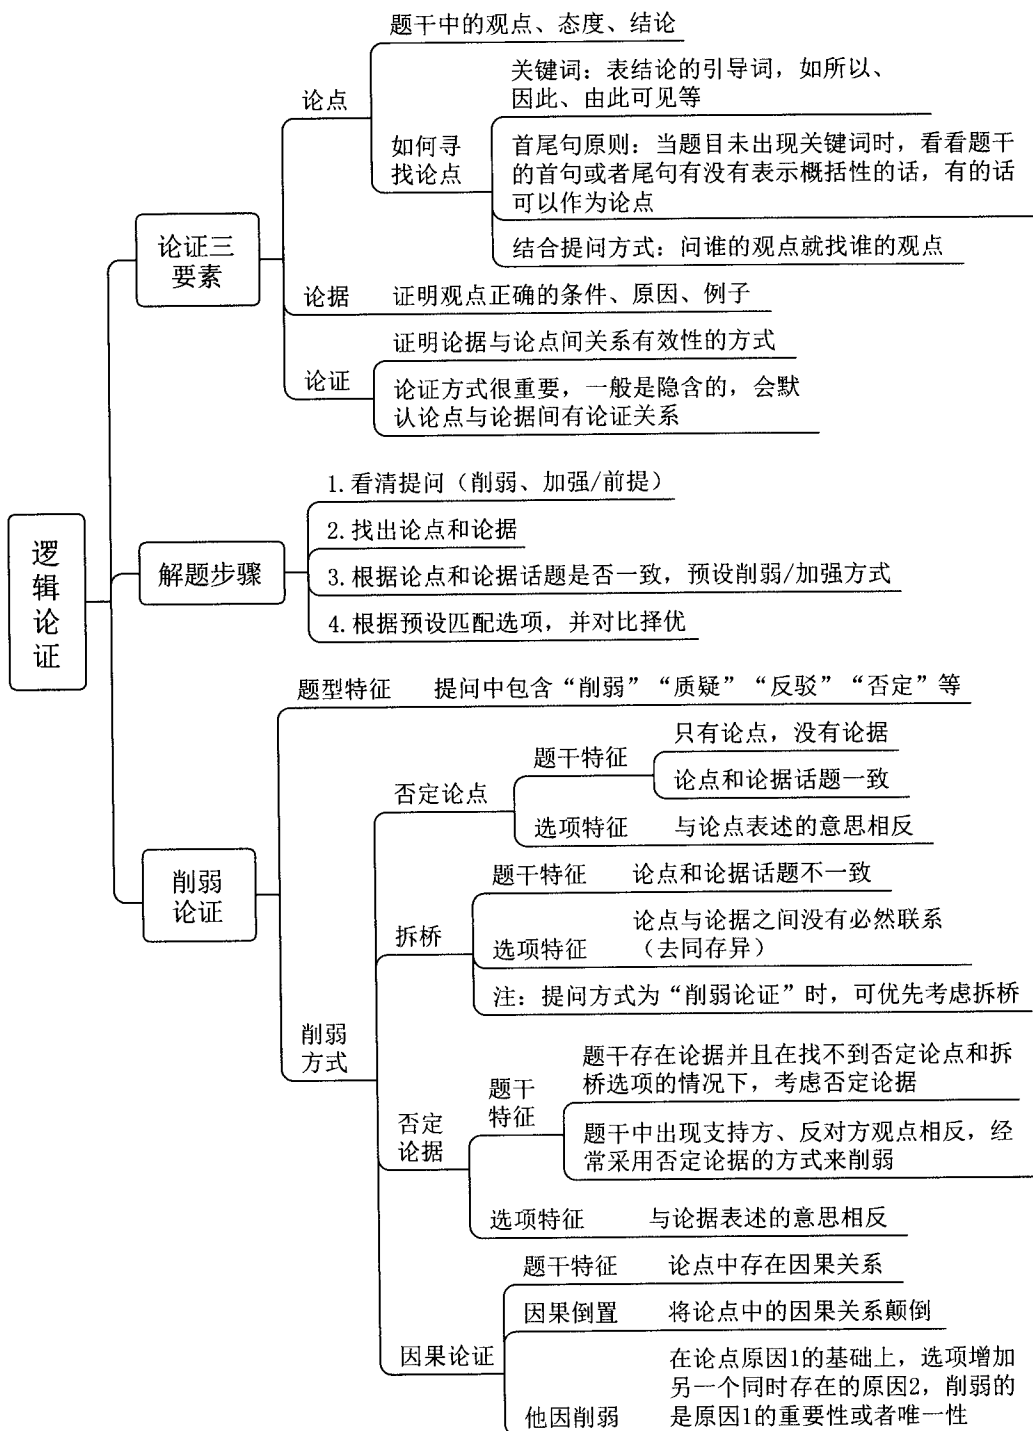 逻
辑
论
证
论证三
要素
论点
题干中的观点、态度、结论
如何寻
找论点
关键词：表结论的引导词，如所以、
因此、由此可见等
首尾句原则：当题目未出现关键词时，看看题干
的首句或者尾句有没有表示概括性的话，有的话
可以作为论点
结合提问方式：问谁的观点就找谁的观点
论据
证明观点正确的条件、原因、例子
论证
证明论据与论点间关系有效性的方式
论证方式很重要，一般是隐含的，会默
认论点与论据间有论证关系
解题步骤
1.看清提问（削弱、加强/前提）
2.找出论点和论据
3.根据论点和论据话题是否一致，预设削弱/加强方式
4.根据预设匹配选项，并对比择优
削弱
论证
题型特征
提问中包含“削弱”“质疑”“反驳”“否定”等
削弱
方式
否定论点
题干特征
只有论点，没有论据
论点和论据话题一致
选项特征
与论点表述的意思相反
拆桥
题干特征
论点和论据话题不一致
选项特征
论点与论据之间没有必然联系
（去同存异）
注：提问方式为“削弱论证”时，可优先考虑拆桥
否定
论据
题干
特征
题干存在论据并且在找不到否定论点和拆
桥选项的情况下，考虑否定论据
题干中出现支持方、反对方观点相反，经
常采用否定论据的方式来削弱
选项特征
与论据表述的意思相反
因果论证
题干特征
论点中存在因果关系
因果倒置
将论点中的因果关系颠倒
他因削弱
在论点原因1的基础上，选项增加
另一个同时存在的原因2，削弱的
是原因1的重要性或者唯一性